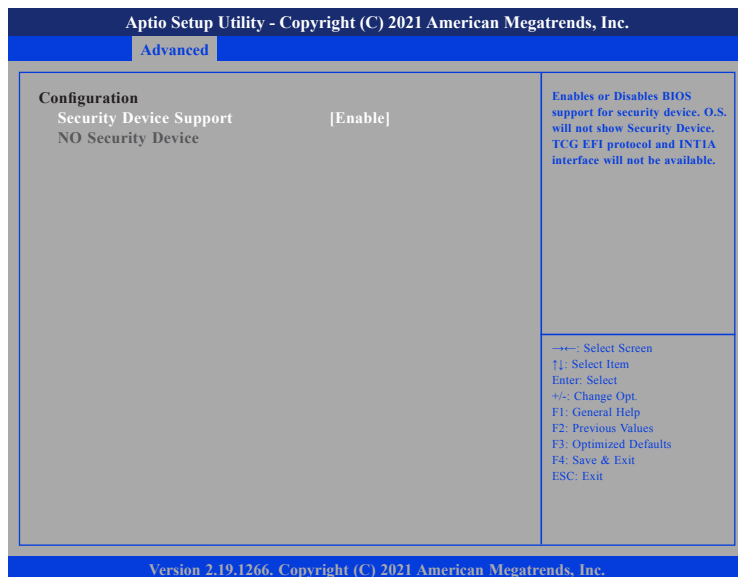 Aptio Setup Utility - Copyright (C) 2021 American Megatrends, Inc.
Advanced
Configuration
Security Device Support [Enable]
NO Security Device
Enables or Disables BIOS
support for security device. O.S.
will not show Security Device.
TCG EFI protocol and INT1A
interface will not be available.
→←: Select Screen
↑↓: Select Item
Enter: Select
+/-: Change Opt.
F1: General Help
F2: Previous Values
F3: Optimized Defaults
F4: Save & Exit
ESC: Exit
Version 2.19.1266. Copyright (C) 2021 American Megatrends, Inc.